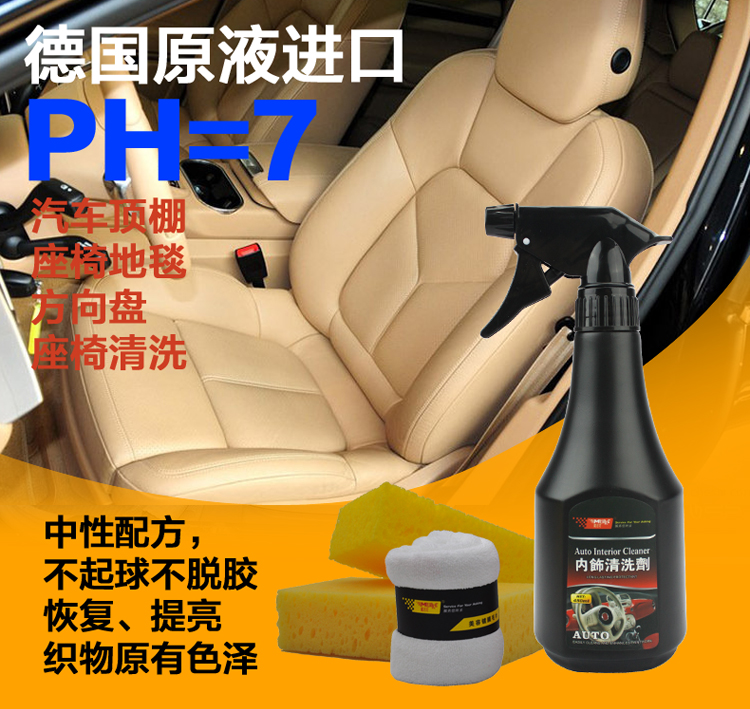 德国原液进口
PH=7
汽车顶棚
座椅地毯
方向盘
座椅清洗
中性配方，
不起球不脱胶
恢复、提亮
织物原有色泽
Auto Interior Cleaner
内飾清洗劑
AUTO